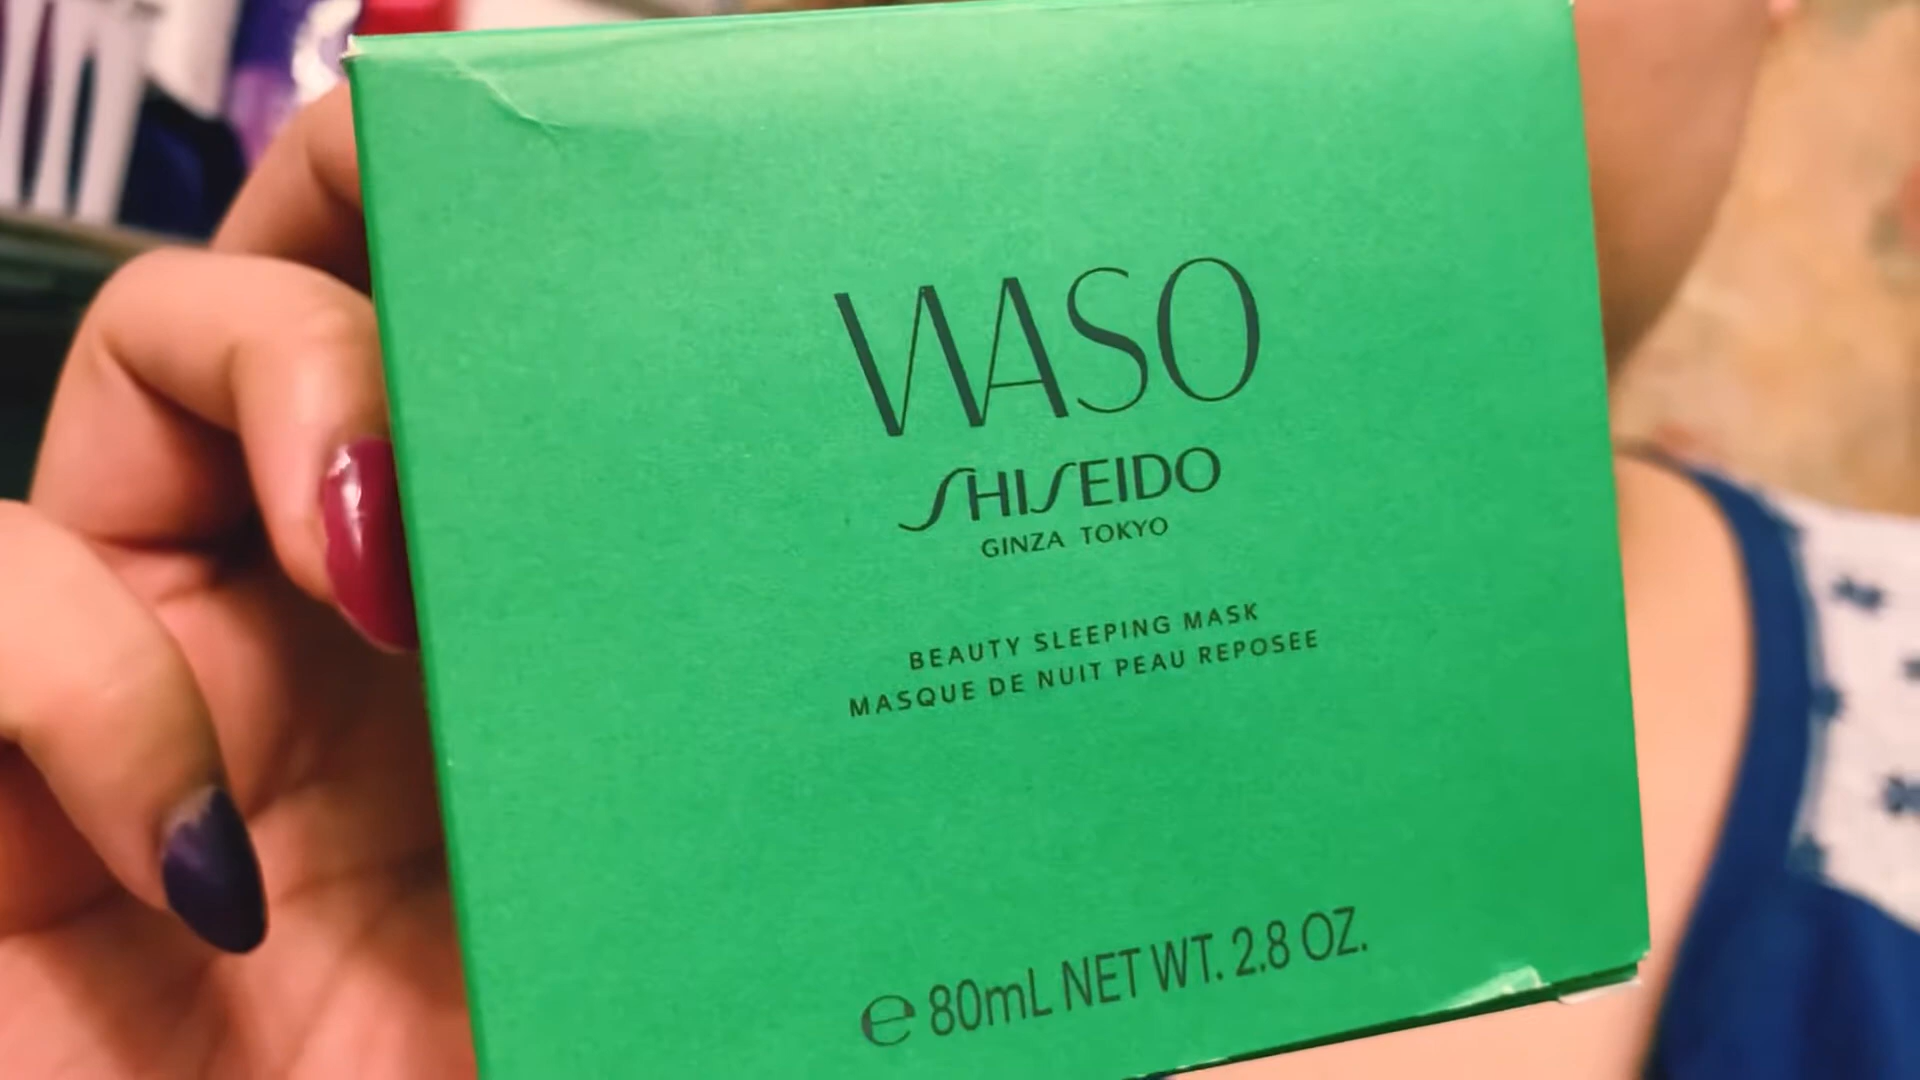 WASO
SHISEIDO
GINZA TOKYO
BEAUTY SLEEPING MASK
MASQUE DE NUIT PEAU REPOSEE
℮ 80mL NET WT. 2.8 OZ.